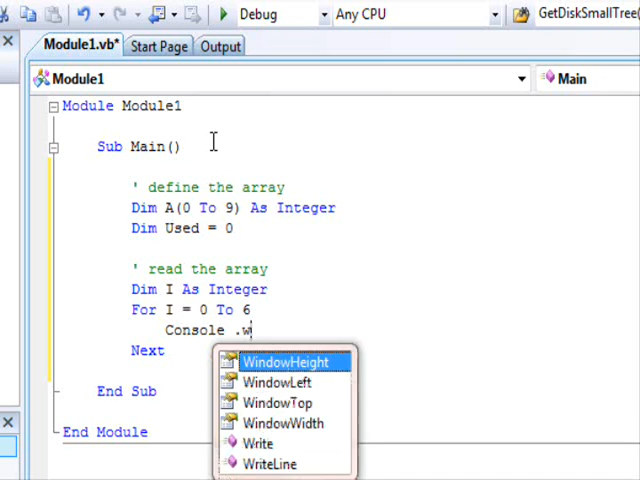 Debug Any CPU GetDiskSmallTree(
Module1.vb* Start Page Output
Module1 Main
Module Module1
Sub Main()
' define the array
Dim A(0 To 9) As Integer
Dim Used = 0
' read the array
Dim I As Integer
For I = 0 To 6
Console .w
Next
WindowHeight
WindowLeft
WindowTop
WindowWidth
Write
WriteLine
End Sub
End Module